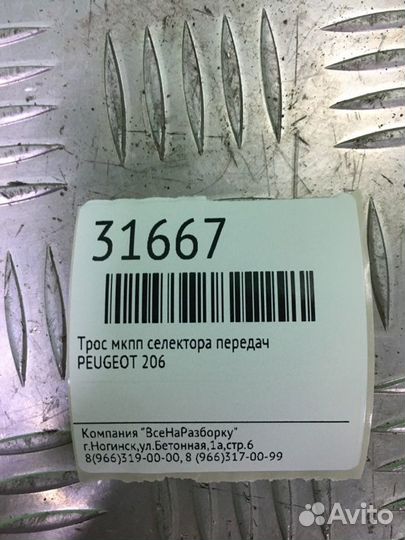 31667
Трос мкпп селектора передач
PEUGEOT 206
Компания "ВсеНаРазборку"
г.Ногинск,ул.Бетонная,1а,стр.6
8(966)319-00-00, 8 (966)317-00-99
Avito